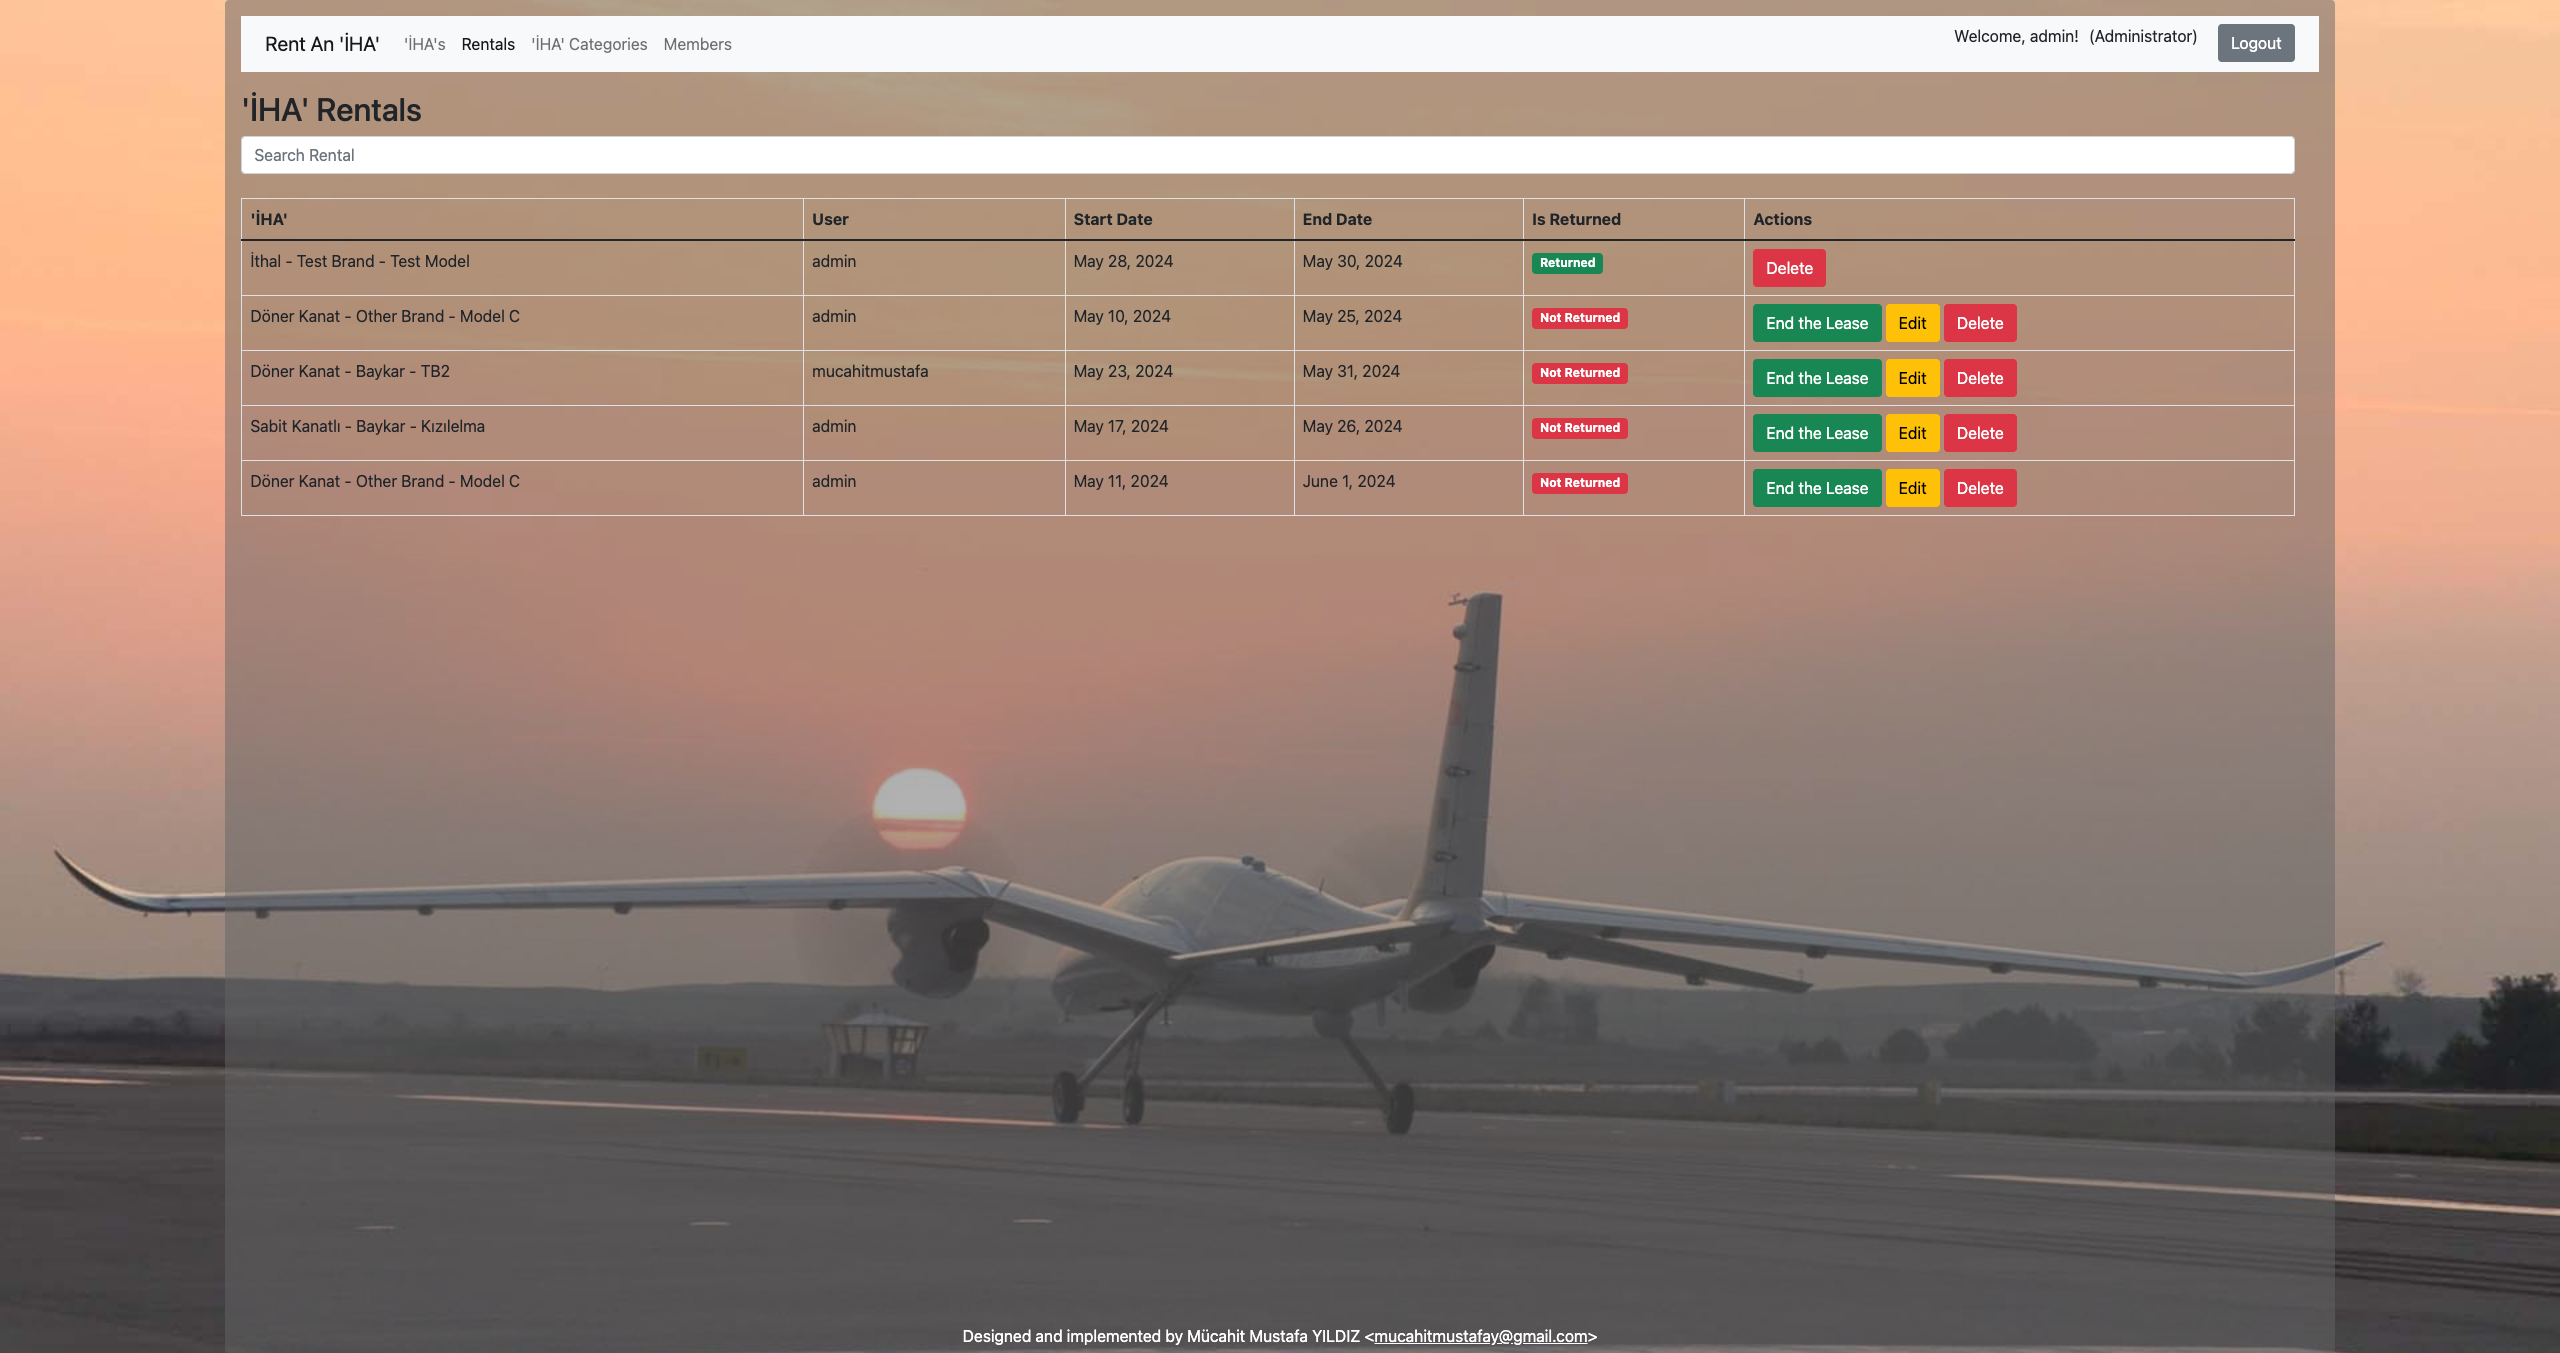 Rent An 'İHA' 'İHA's Rentals 'İHA' Categories Members Welcome, admin! (Administrator) Logout
'İHA' Rentals
Search Rental
'İHA' User Start Date End Date Is Returned Actions
İthal - Test Brand - Test Model admin May 28, 2024 May 30, 2024 Returned Delete
Döner Kanat - Other Brand - Model C admin May 10, 2024 May 25, 2024 Not Returned End the Lease Edit Delete
Döner Kanat - Baykar - TB2 mucahitmustafa May 23, 2024 May 31, 2024 Not Returned End the Lease Edit Delete
Sabit Kanatlı - Baykar - Kızılelma admin May 17, 2024 May 26, 2024 Not Returned End the Lease Edit Delete
Döner Kanat - Other Brand - Model C admin May 11, 2024 June 1, 2024 Not Returned End the Lease Edit Delete
Designed and implemented by Mücahit Mustafa YILDIZ <mucahitmustafay@gmail.com>